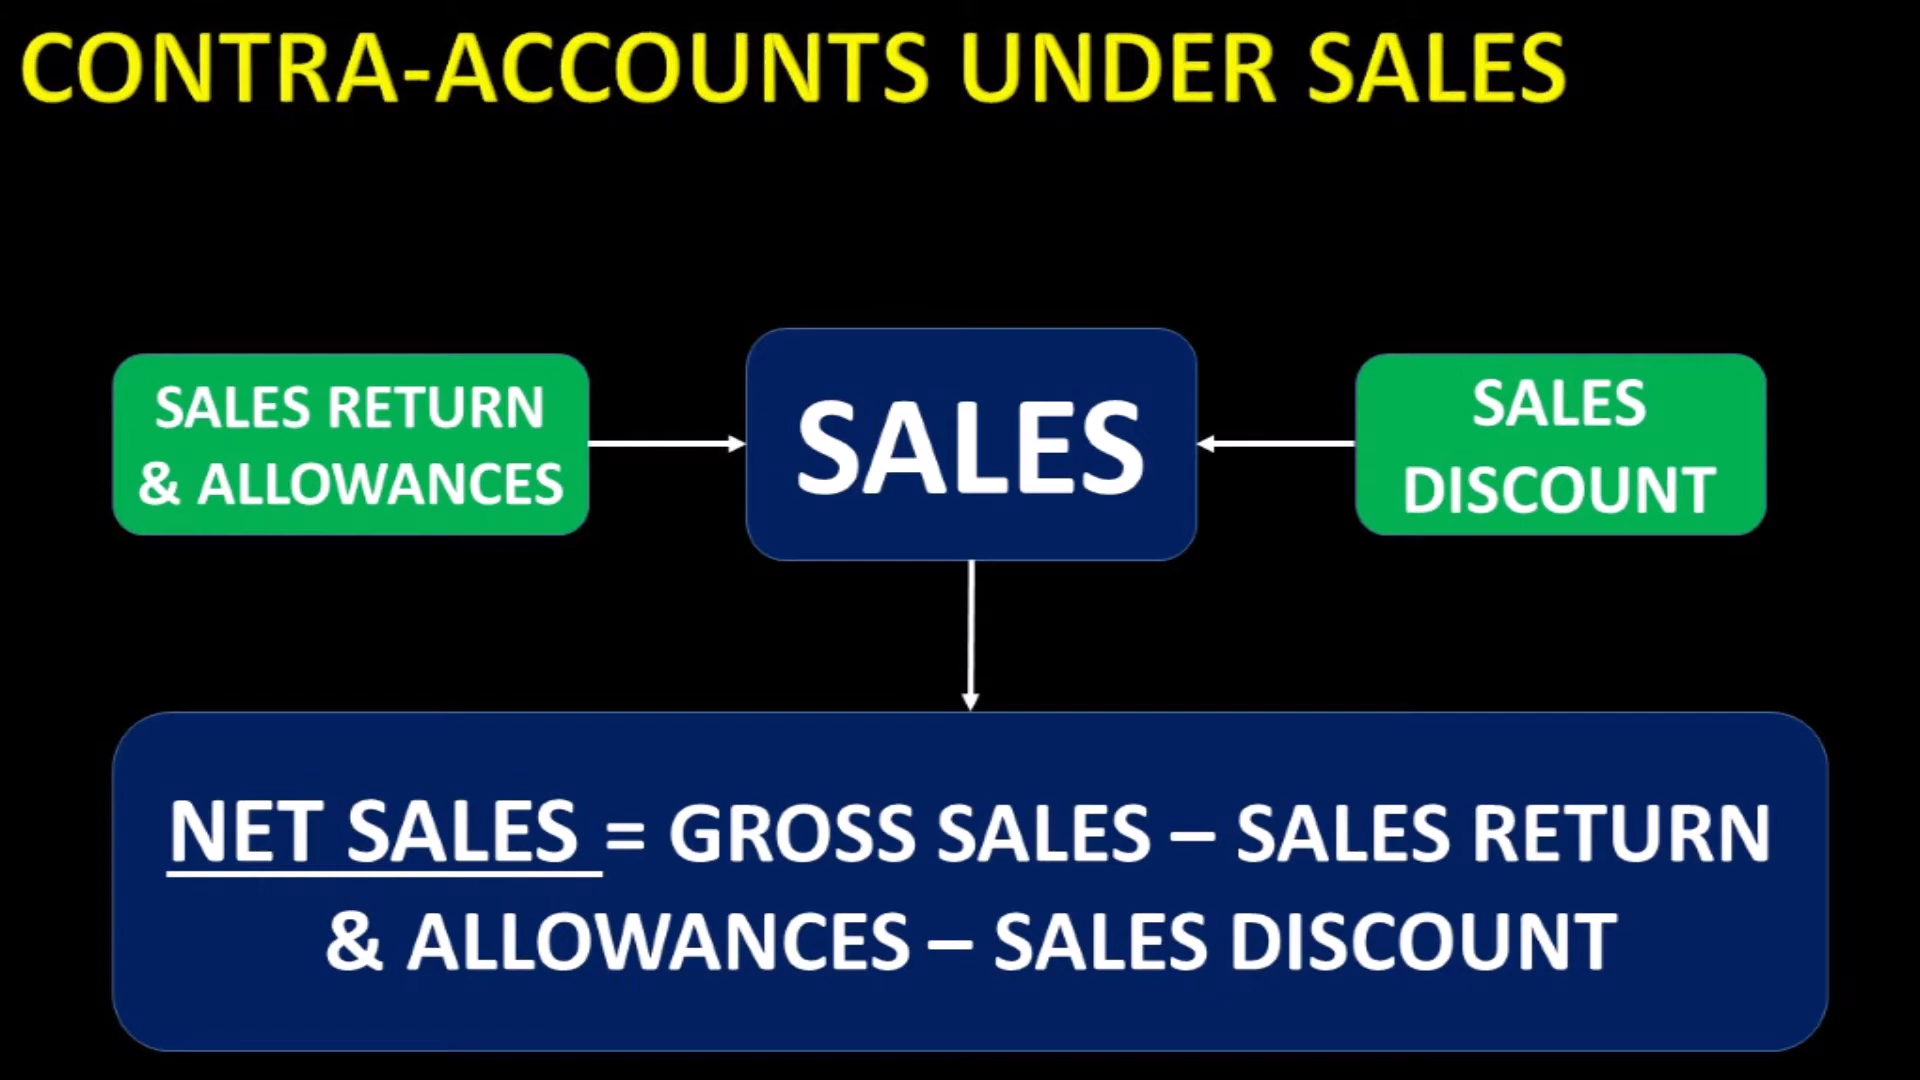 CONTRA-ACCOUNTS UNDER SALES
SALES RETURN
& ALLOWANCES
SALES
SALES
DISCOUNT
NET SALES = GROSS SALES – SALES RETURN
& ALLOWANCES – SALES DISCOUNT